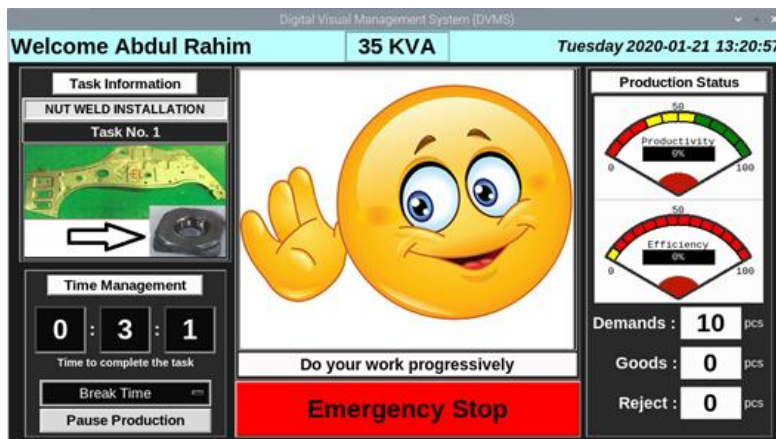 Digital Visual Management System (DVMS)
Welcome Abdul Rahim
35 KVA
Tuesday 2020-01-21 13:20:57
Task Information
NUT WELD INSTALLATION
Task No. 1
Time Management
0 : 3 : 1
Time to complete the task
Break Time
Pause Production
Do your work progressively
Emergency Stop
Production Status
50
Productivity
0%
0
100
50
Efficiency
0%
0
100
Demands : 10 pcs
Goods : 0 pcs
Reject : 0 pcs